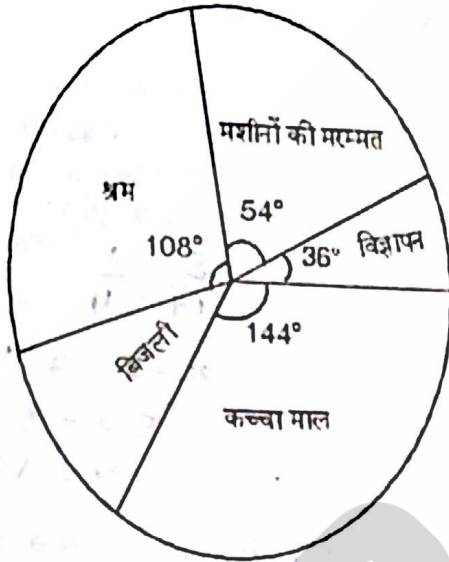 मशीनों की मरम्मत
श्रम
54°
108°
36° विज्ञापन
बिजली
144°
कच्चा माल